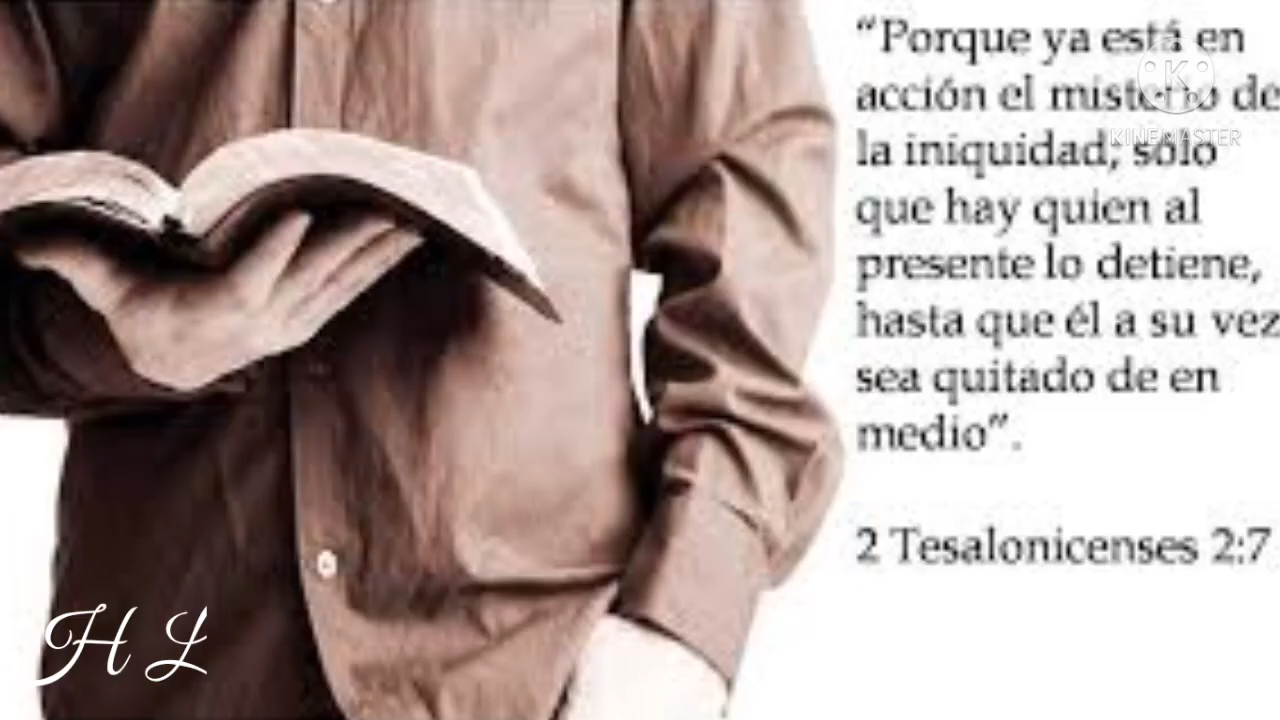 “Porque ya está en
acción el misterio de
la iniquidad; sólo
que hay quien al
presente lo detiene,
hasta que él a su vez
sea quitado de en
medio”.
2 Tesalonicenses 2:7
K
KINEMASTER
H L